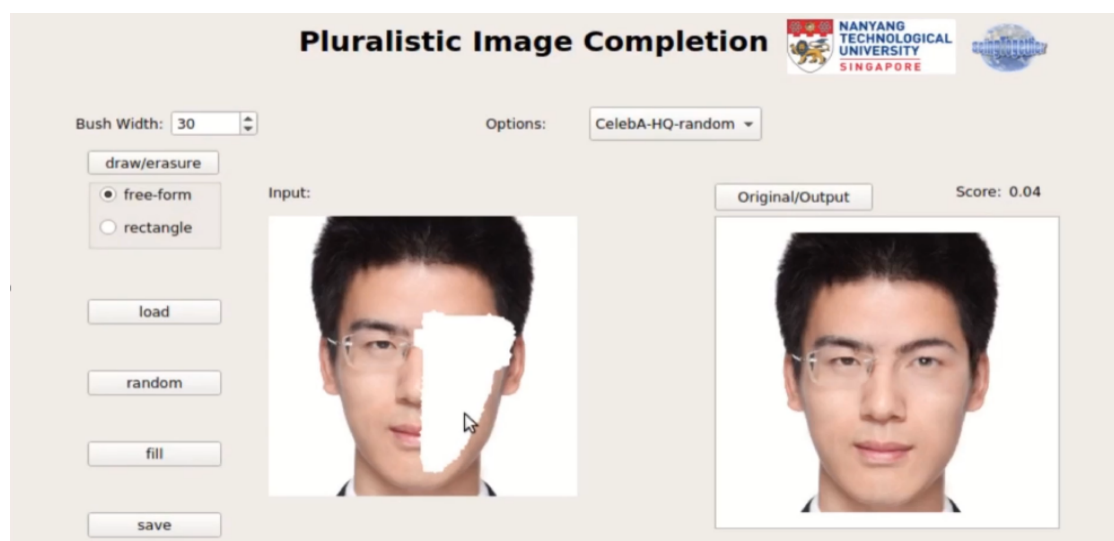 Pluralistic Image Completion
NANYANG
TECHNOLOGICAL
UNIVERSITY
SINGAPORE
Bush Width: 30
Options: CelebA-HQ-random
draw/erasure
free-form
rectangle
Input:
Original/Output
Score: 0.04
load
random
fill
save